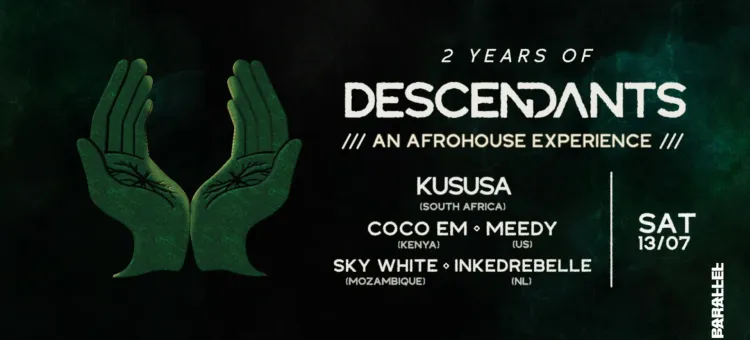 2 YEARS OF
DESCENDANTS
/// AN AFROHOUSE EXPERIENCE ///
KUSUSA
(SOUTH AFRICA)
COCO EM ⋄ MEEDY
(KENYA) (US)
SKY WHITE ⋄ INKEDREBELLE
(MOZAMBIQUE) (NL)
SAT
13/07
PARALLEL